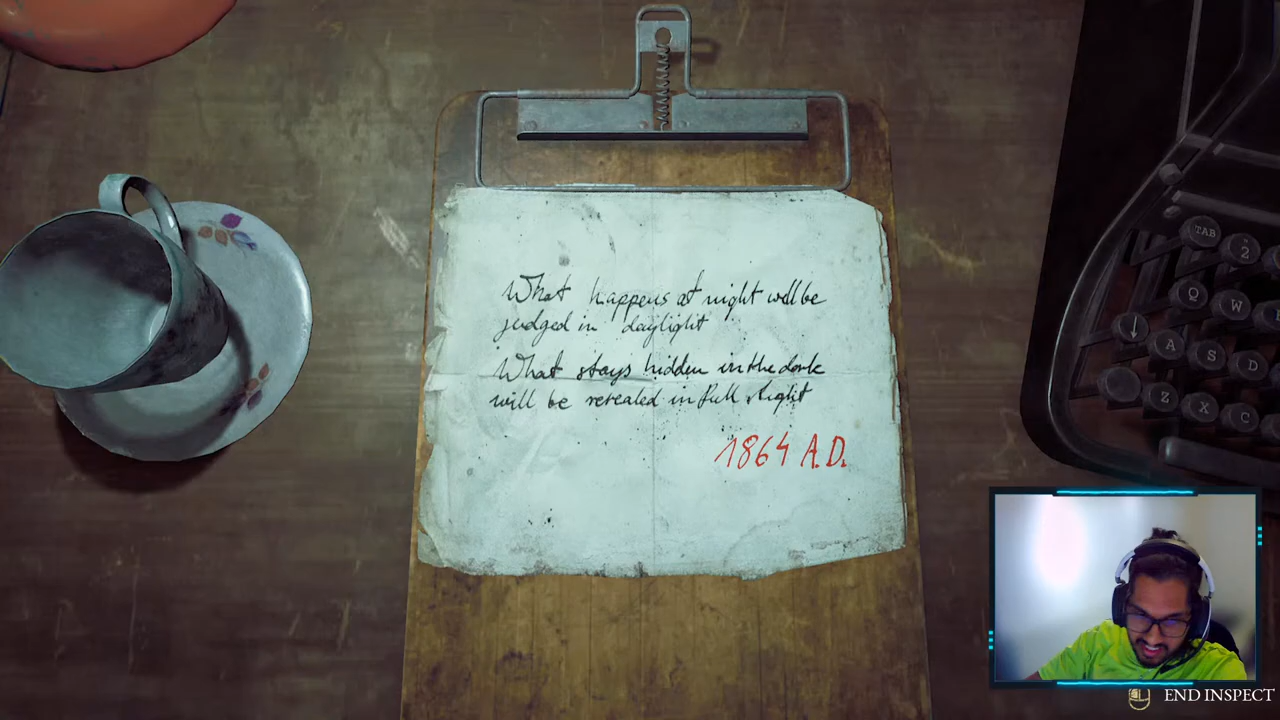 What happens at night will be
judged in daylight
What stays hidden in the dark
will be revealed in full light
1864 A.D.
TAB
2
Q W
A S D
Z X C
END INSPECT